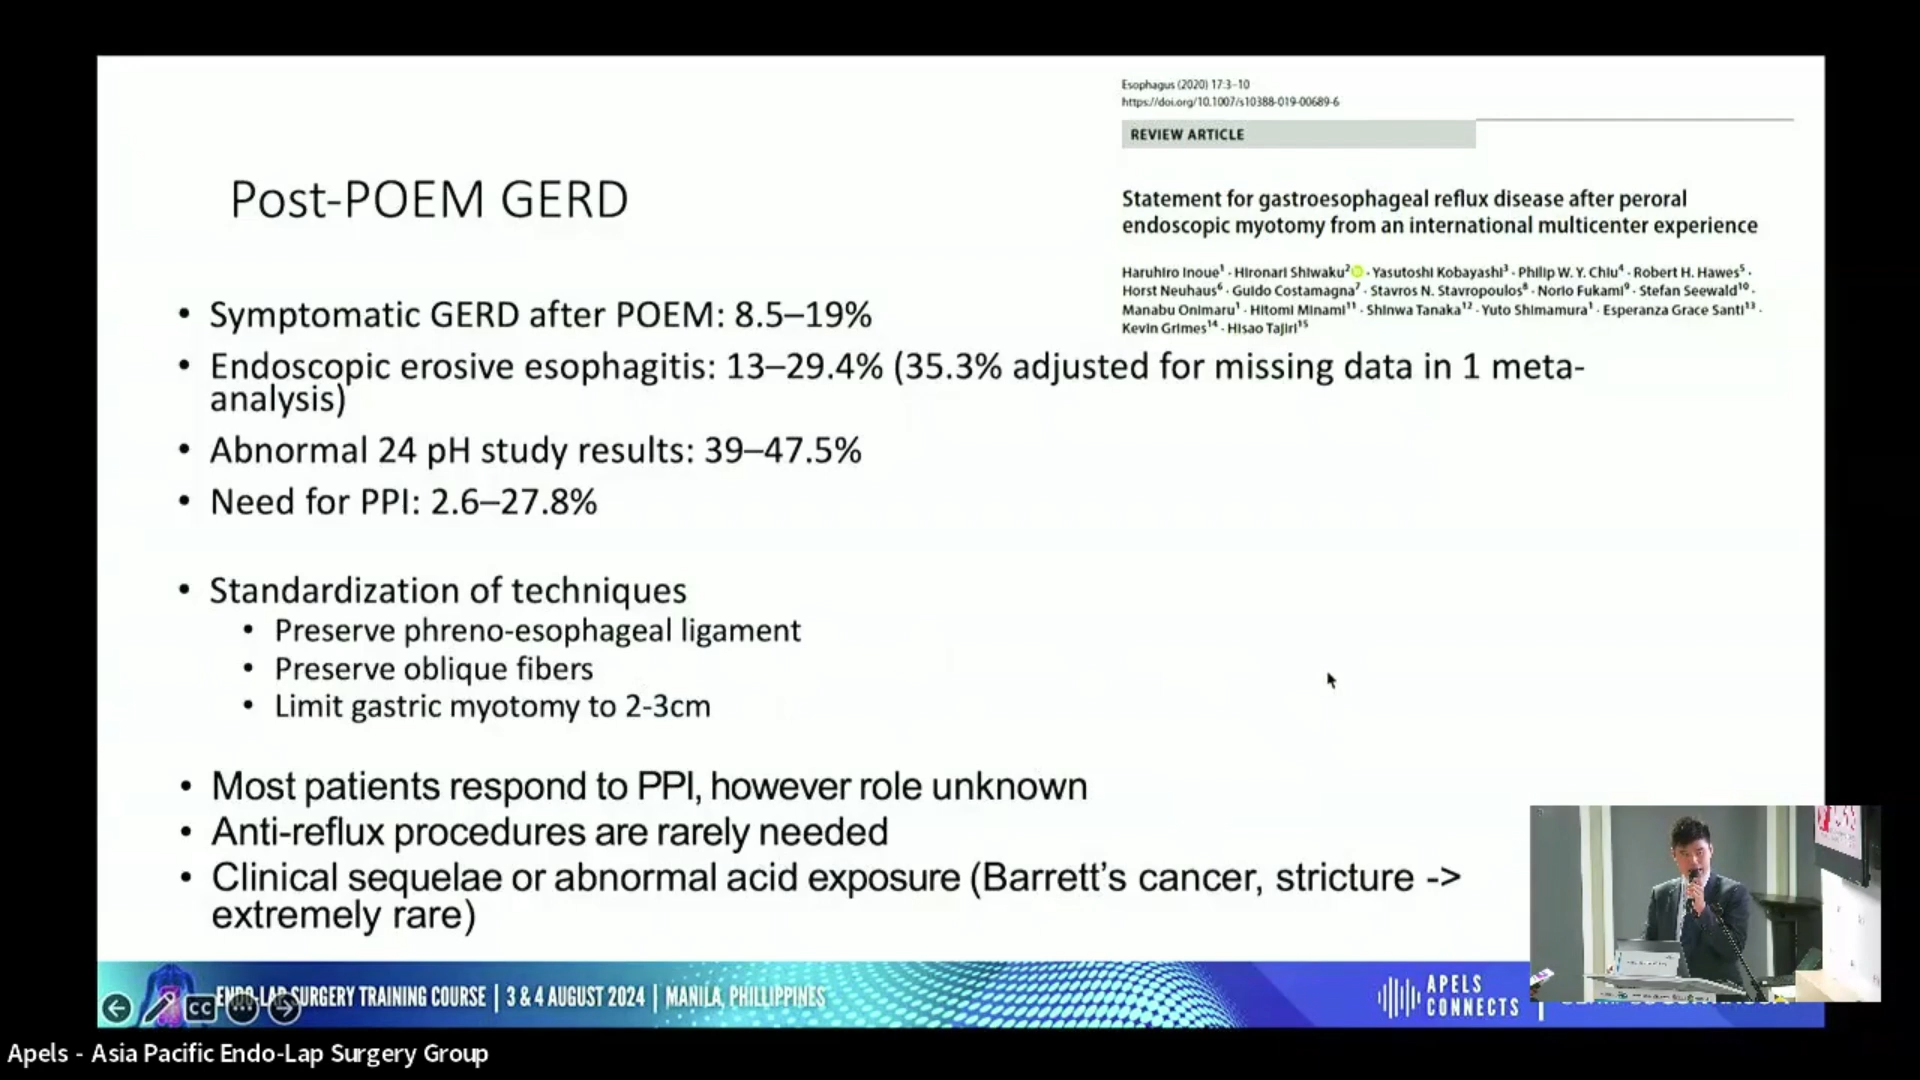 Esophagus (2020) 17:3–10
https://doi.org/10.1007/s10388-019-00689-6
REVIEW ARTICLE
Statement for gastroesophageal reflux disease after peroral
endoscopic myotomy from an international multicenter experience
Haruhiro Inoue¹ · Hironari Shiwaku² · Yasutoshi Kobayashi³ · Philip W. Y. Chiu⁴ · Robert H. Hawes⁵ ·
Horst Neuhaus⁶ · Guido Costamagna⁷ · Stavros N. Stavropoulos⁸ · Norio Fukami⁹ · Stefan Seewald¹⁰ ·
Manabu Onimaru¹ · Hitomi Minami¹¹ · Shinwa Tanaka¹² · Yuto Shimamura¹ · Esperanza Grace Santi¹³ ·
Kevin Grimes¹⁴ · Hisao Tajiri¹⁵
Post-POEM GERD
• Symptomatic GERD after POEM: 8.5–19%
• Endoscopic erosive esophagitis: 13–29.4% (35.3% adjusted for missing data in 1 meta-
analysis)
• Abnormal 24 pH study results: 39–47.5%
• Need for PPI: 2.6–27.8%
• Standardization of techniques
• Preserve phreno-esophageal ligament
• Preserve oblique fibers
• Limit gastric myotomy to 2-3cm
• Most patients respond to PPI, however role unknown
• Anti-reflux procedures are rarely needed
• Clinical sequelae or abnormal acid exposure (Barrett’s cancer, stricture ->
extremely rare)
ENDO-LAP SURGERY TRAINING COURSE | 3 & 4 AUGUST 2024 | MANILA, PHILLIPPINES
APELS
CONNECTS
CC
Apels - Asia Pacific Endo-Lap Surgery Group